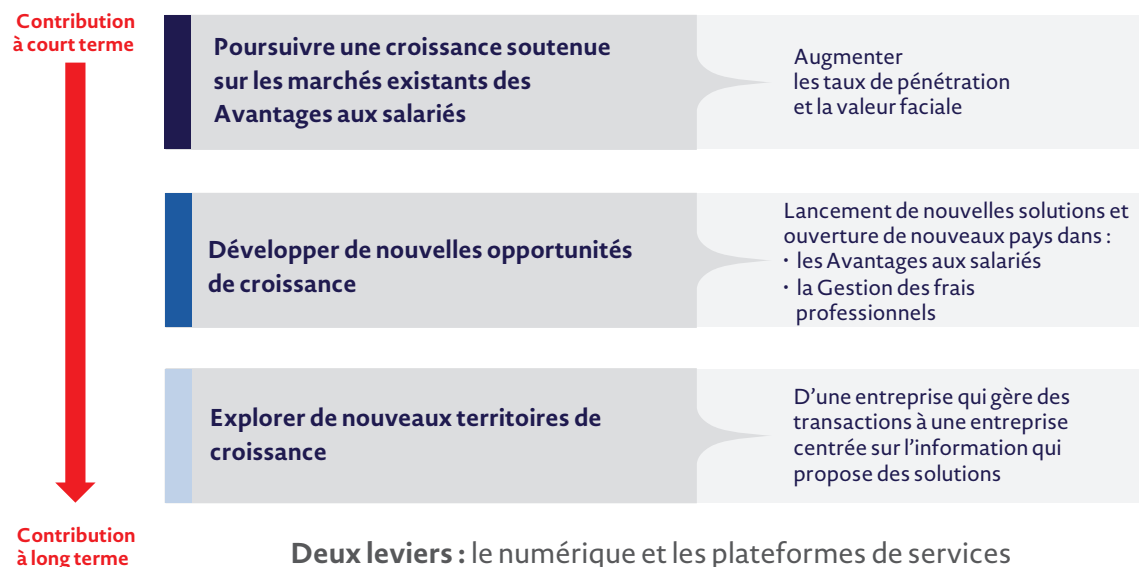 Contribution
à court terme
Poursuivre une croissance soutenue
sur les marchés existants des
Avantages aux salariés
Augmenter
les taux de pénétration
et la valeur faciale
Développer de nouvelles opportunités
de croissance
Lancement de nouvelles solutions et
ouverture de nouveaux pays dans :
• les Avantages aux salariés
• la Gestion des frais
professionnels
Explorer de nouveaux territoires de
croissance
D’une entreprise qui gère des
transactions à une entreprise
centrée sur l’information qui
propose des solutions
Contribution
à long terme
Deux leviers : le numérique et les plateformes de services